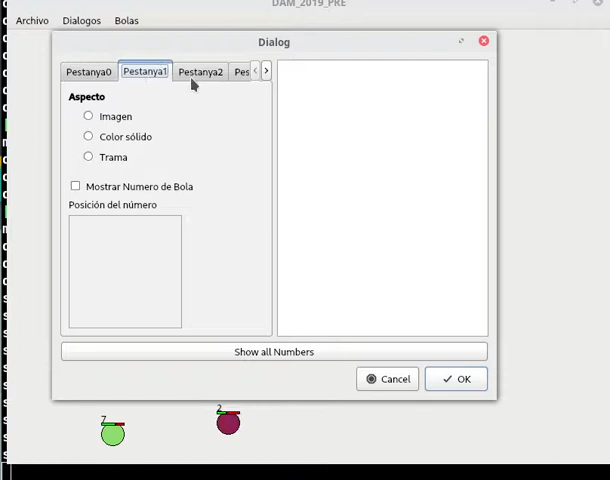 DAM_2019_PRE
Archivo Dialogos Bolas
Dialog
Pestanya0 Pestanya1 Pestanya2 Pes
Aspecto
Imagen
Color sólido
Trama
Mostrar Numero de Bola
Posición del número
Show all Numbers
Cancel OK
7
2